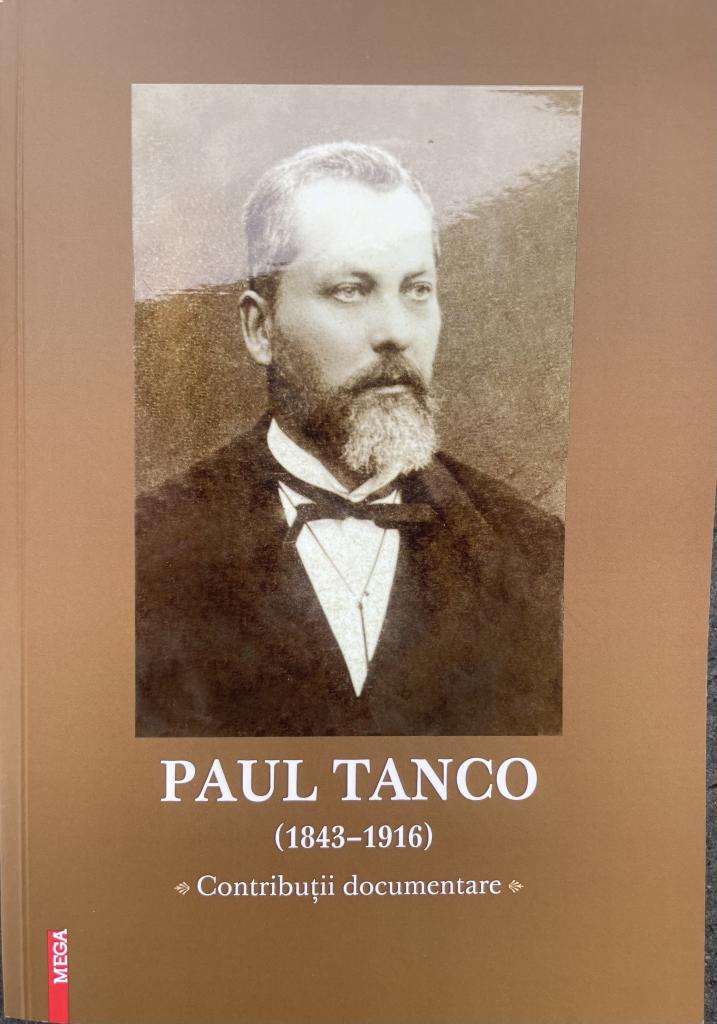 PAUL TANCO
(1843–1916)
Contribuții documentare
MEGA